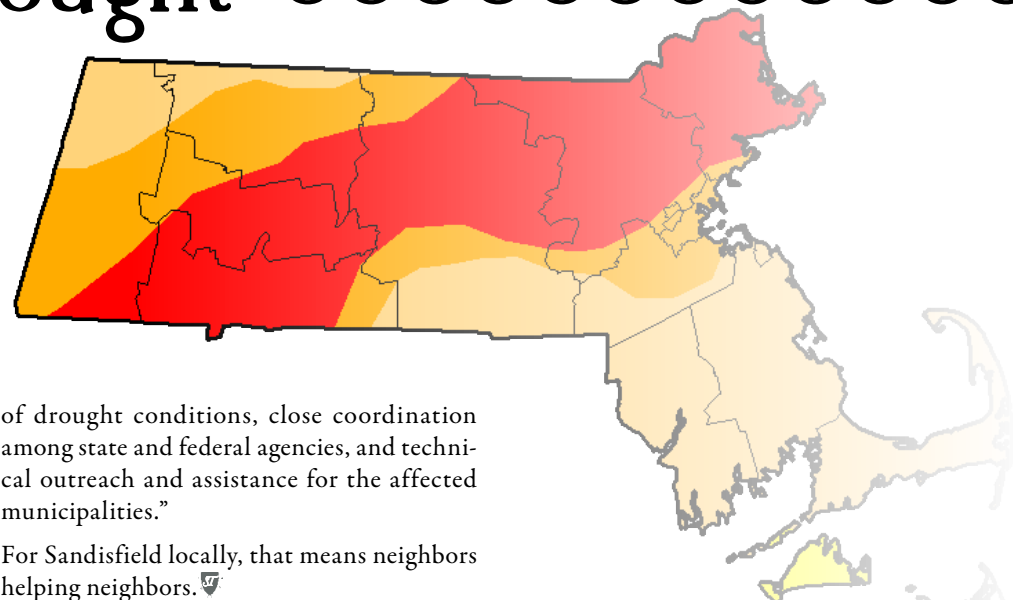 ought
of drought conditions, close coordination
among state and federal agencies, and techni-
cal outreach and assistance for the affected
municipalities.”
For Sandisfield locally, that means neighbors
helping neighbors.